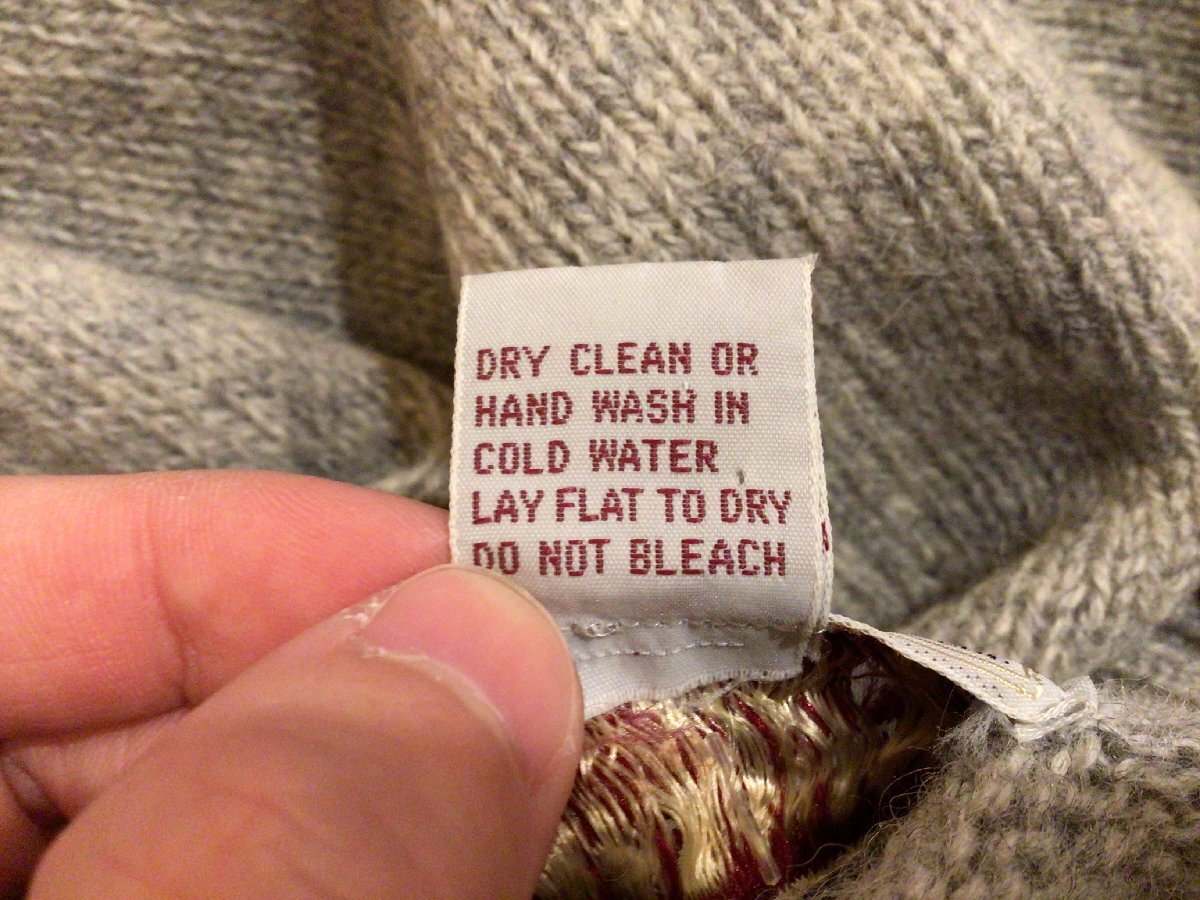 DRY CLEAN OR
HAND WASH IN
COLD WATER
LAY FLAT TO DRY
DO NOT BLEACH